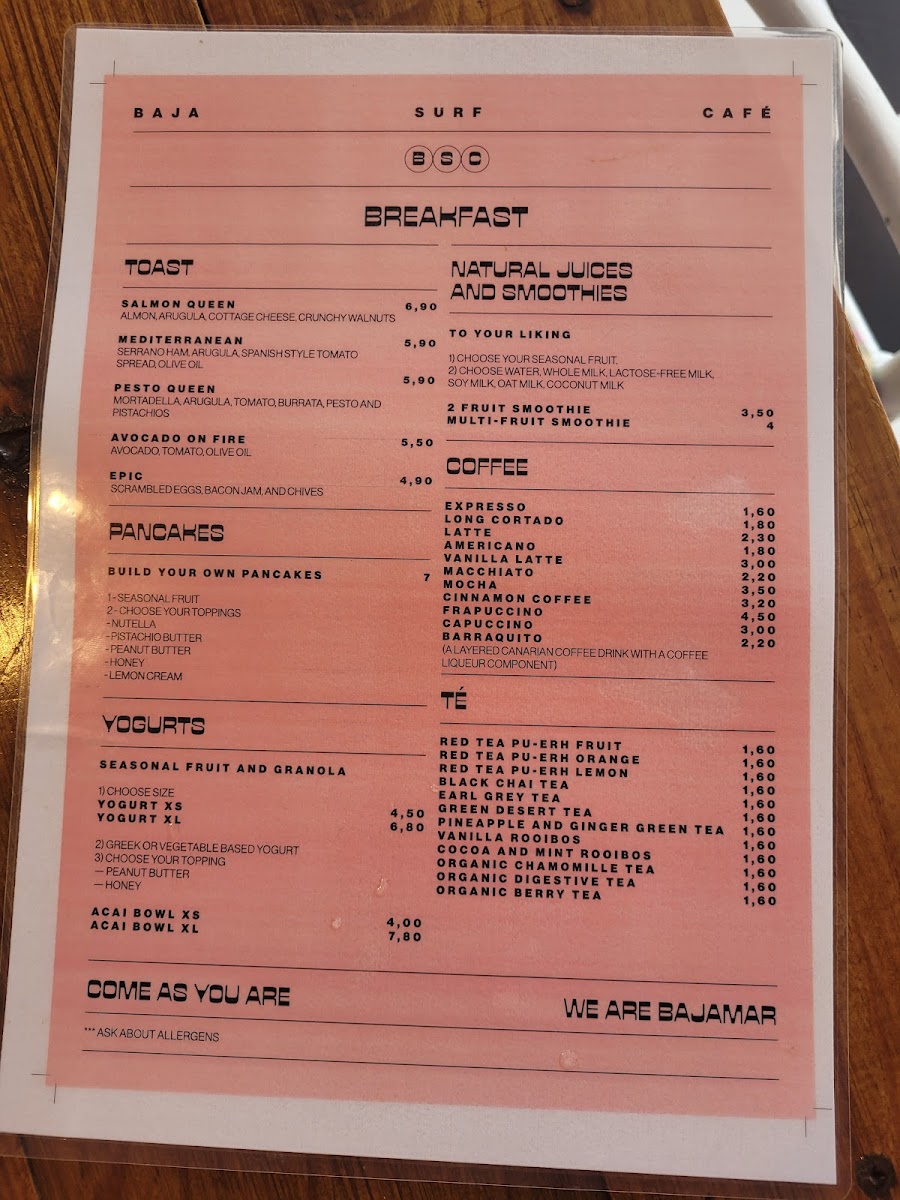 BAJA SURF CAFÉ
BSC
BREAKFAST
TOAST
SALMON QUEEN 6,90
ALMON, ARUGULA, COTTAGE CHEESE, CRUNCHY WALNUTS
MEDITERRANEAN 5,90
SERRANO HAM, ARUGULA, SPANISH STYLE TOMATO
SPREAD, OLIVE OIL
PESTO QUEEN 5,90
MORTADELLA, ARUGULA, TOMATO, BURRATA, PESTO AND
PISTACHIOS
AVOCADO ON FIRE 5,50
AVOCADO, TOMATO, OLIVE OIL
EPIC 4,90
SCRAMBLED EGGS, BACON JAM, AND CHIVES
PANCAKES
BUILD YOUR OWN PANCAKES 7
1 - SEASONAL FRUIT
2 - CHOOSE YOUR TOPPINGS
- NUTELLA
- PISTACHIO BUTTER
- PEANUT BUTTER
- HONEY
- LEMON CREAM
YOGURTS
SEASONAL FRUIT AND GRANOLA
1) CHOOSE SIZE
YOGURT XS 4,50
YOGURT XL 6,80
2) GREEK OR VEGETABLE BASED YOGURT
3) CHOOSE YOUR TOPPING
— PEANUT BUTTER
— HONEY
ACAI BOWL XS 4,00
ACAI BOWL XL 7,80
NATURAL JUICES
AND SMOOTHIES
TO YOUR LIKING
1) CHOOSE YOUR SEASONAL FRUIT.
2) CHOOSE WATER, WHOLE MILK, LACTOSE-FREE MILK,
SOY MILK, OAT MILK, COCONUT MILK
2 FRUIT SMOOTHIE 3,50
MULTI-FRUIT SMOOTHIE 4
COFFEE
EXPRESSO 1,60
LONG CORTADO 1,80
LATTE 2,30
AMERICANO 1,80
VANILLA LATTE 3,00
MACCHIATO 2,20
MOCHA 3,50
CINNAMON COFFEE 3,20
FRAPUCCINO 4,50
CAPUCCINO 3,00
BARRAQUITO 2,20
(A LAYERED CANARIAN COFFEE DRINK WITH A COFFEE
LIQUEUR COMPONENT)
TÉ
RED TEA PU-ERH FRUIT 1,60
RED TEA PU-ERH ORANGE 1,60
RED TEA PU-ERH LEMON 1,60
BLACK CHAI TEA 1,60
EARL GREY TEA 1,60
GREEN DESERT TEA 1,60
PINEAPPLE AND GINGER GREEN TEA 1,60
VANILLA ROOIBOS 1,60
COCOA AND MINT ROOIBOS 1,60
ORGANIC CHAMOMILLE TEA 1,60
ORGANIC DIGESTIVE TEA 1,60
ORGANIC BERRY TEA 1,60
COME AS YOU ARE
WE ARE BAJAMAR
*** ASK ABOUT ALLERGENS